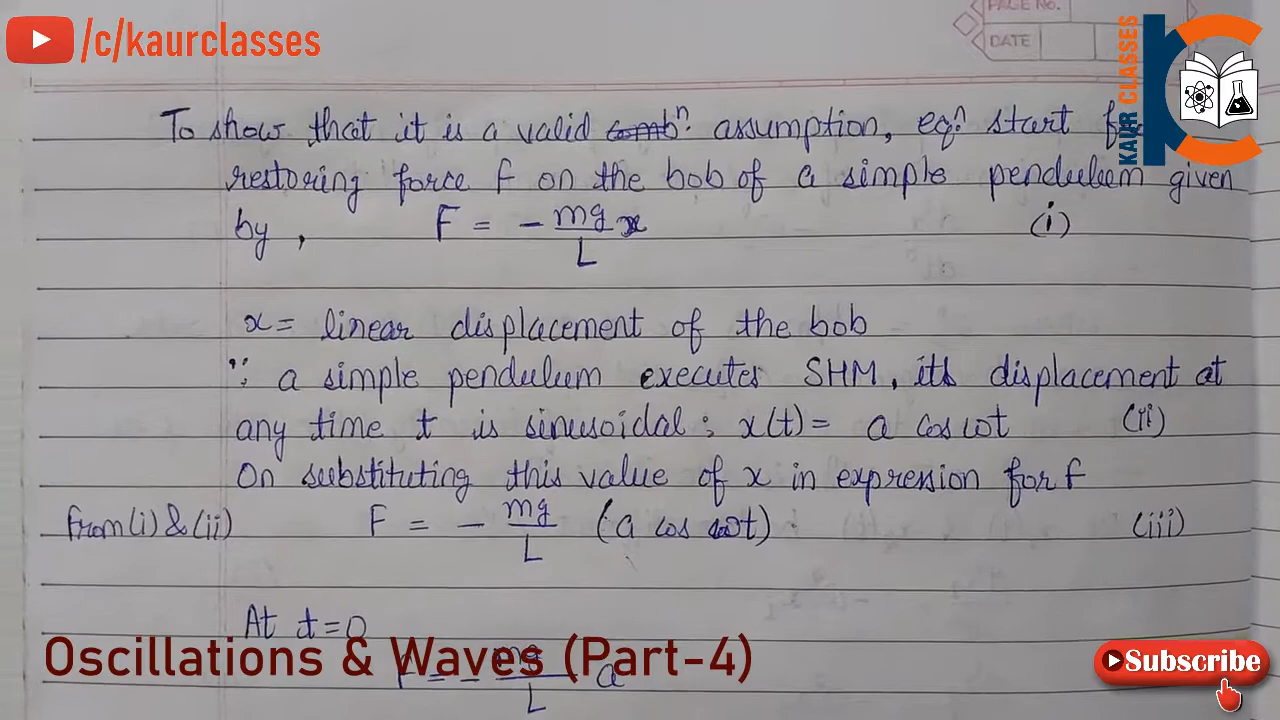 /c/kaurclasses
PAGE No.
DATE
KAUR CLASSES
To show that it is a valid assumption, eqn. start
restoring force F on the bob of a simple pendulum given
by, F = - mg/L x (i)
x = linear displacement of the bob
∵ a simple pendulum executes SHM, its displacement at
any time t is sinusoidal: x(t) = a cos ωt (ii)
On substituting this value of x in expression for F
from (i) & (ii) F = - mg/L (a cos ωt) (iii)
At t=0
F = - mg/L a
Oscillations & Waves (Part-4)
Subscribe